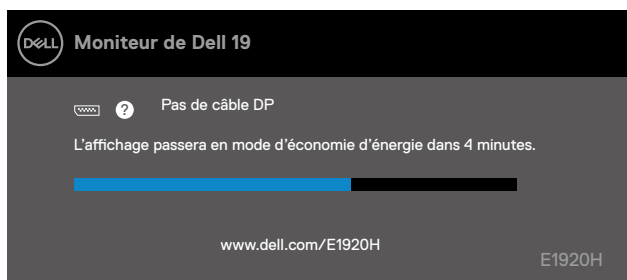 DELL
Moniteur de Dell 19
? Pas de câble DP
L'affichage passera en mode d'économie d'énergie dans 4 minutes.
www.dell.com/E1920H
E1920H